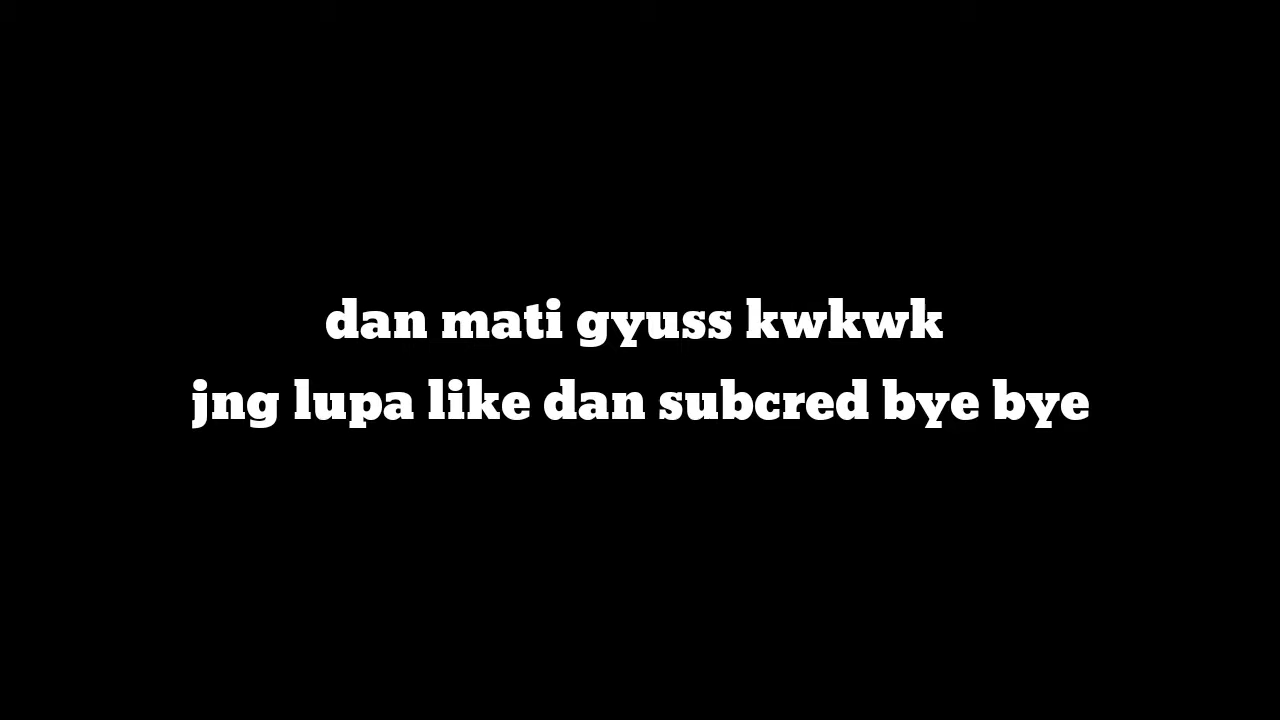 dan mati gyuss kwkwk
jng lupa like dan subcred bye bye